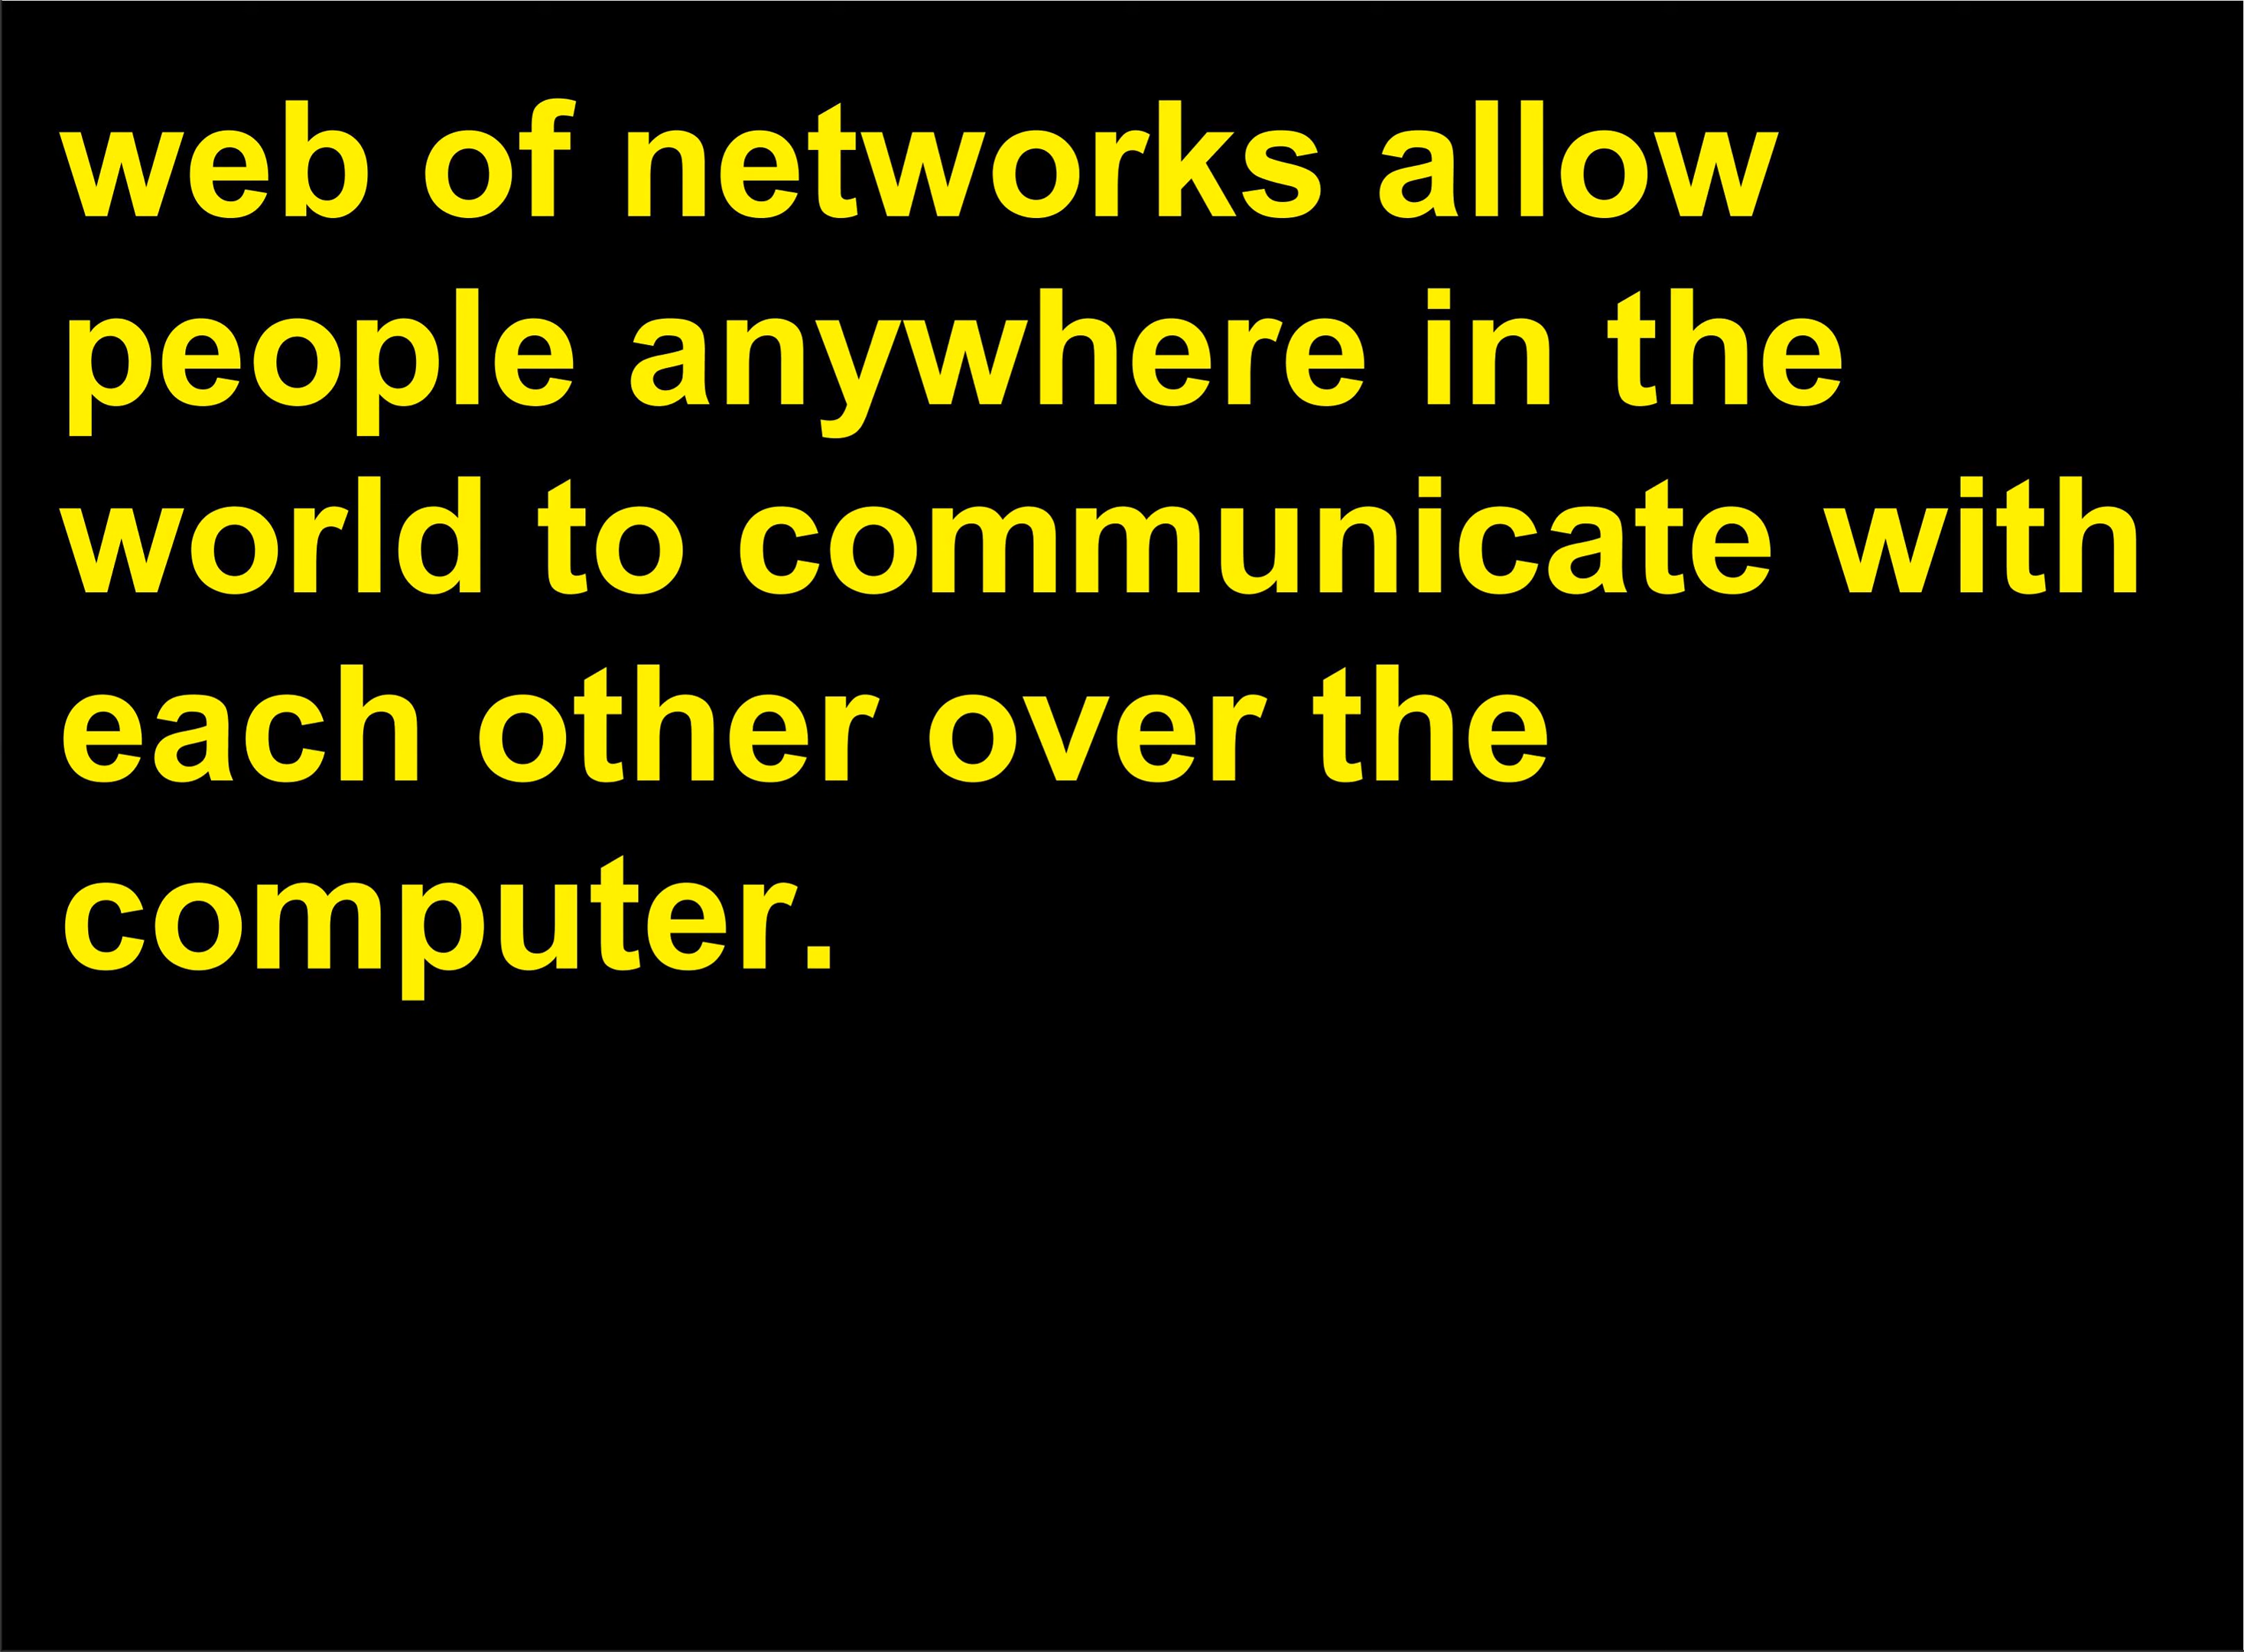 web of networks allow
people anywhere in the
world to communicate with
each other over the
computer.